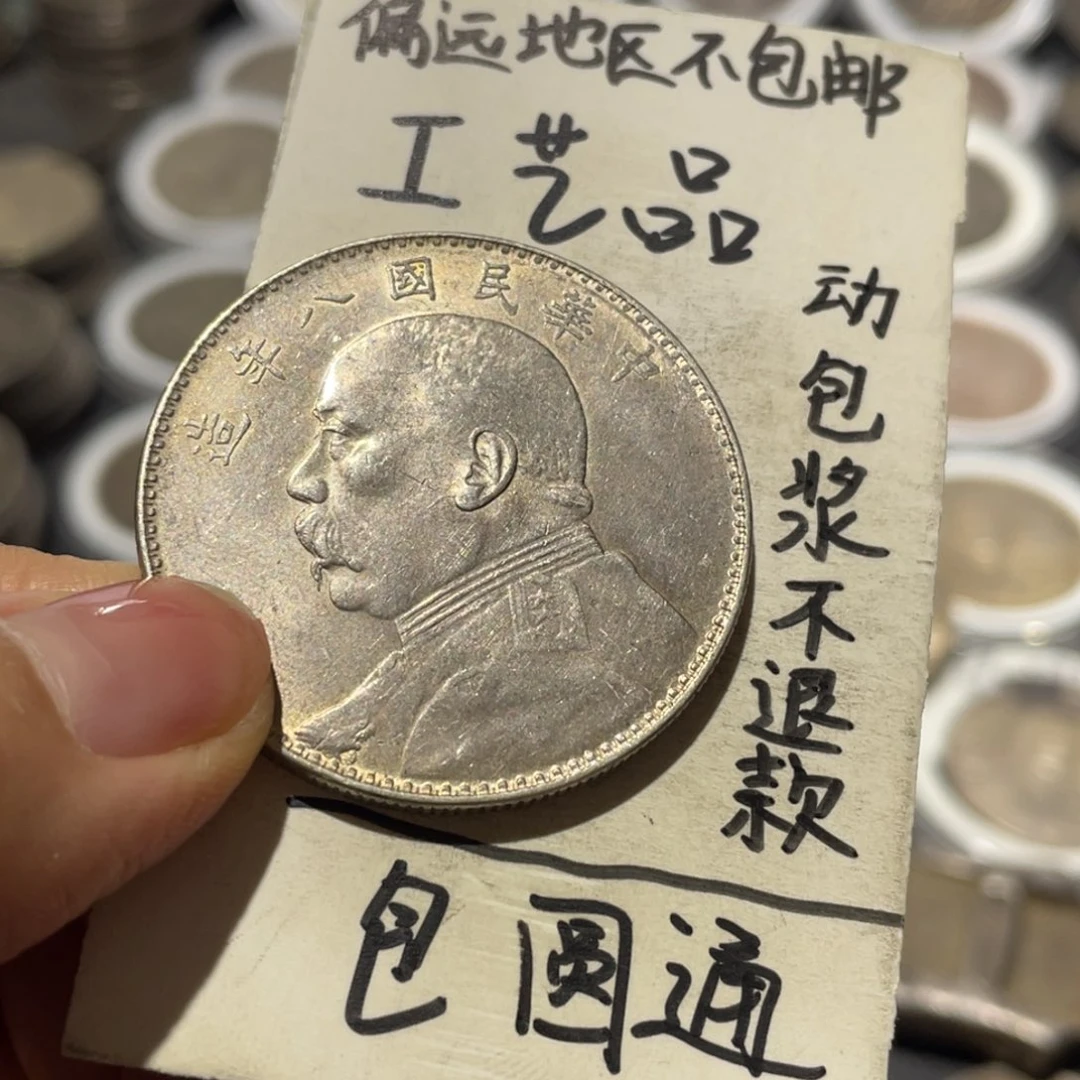 偏远地区不包邮
工艺品
动包浆不退款
中華民國八年造
包圆通